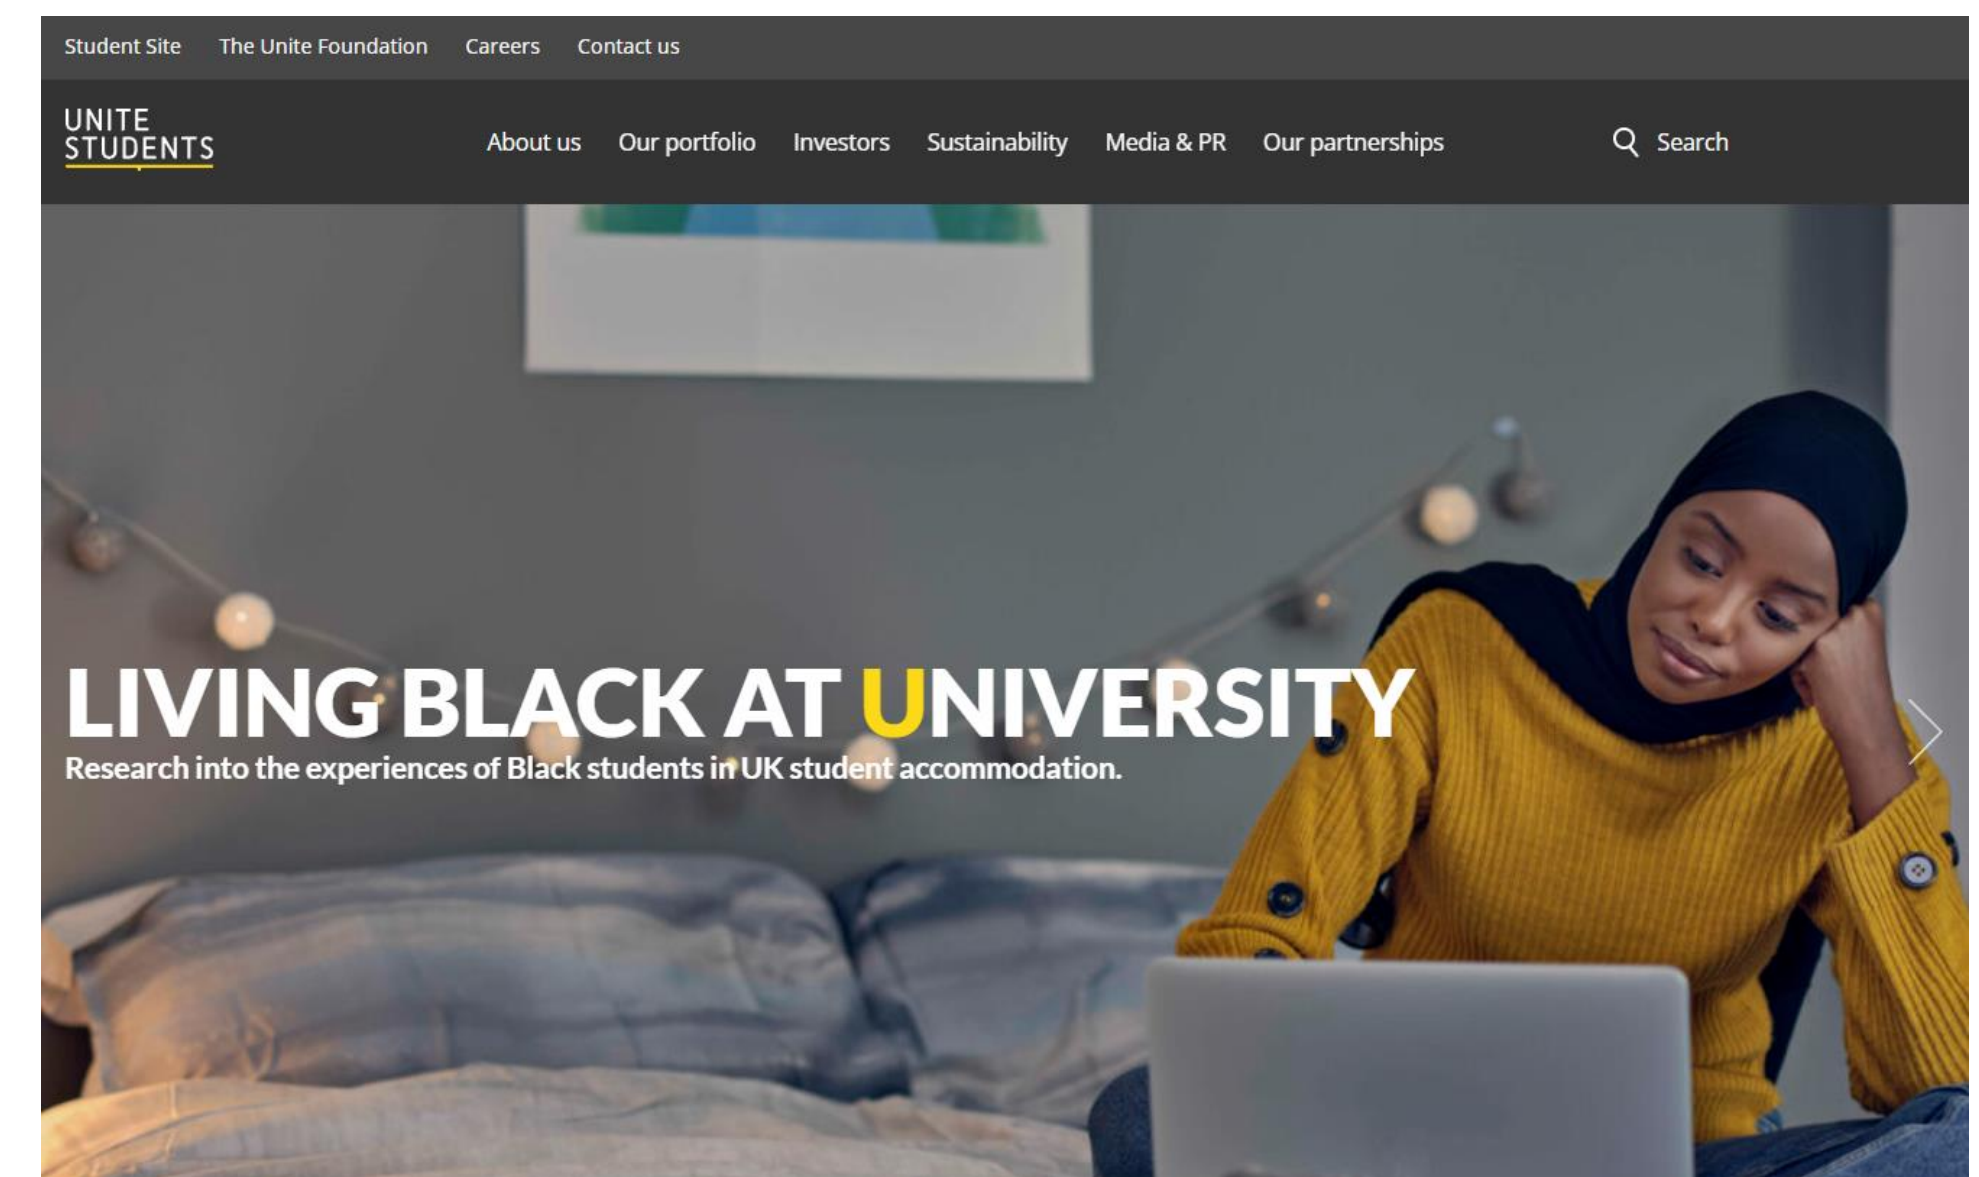 Student Site The Unite Foundation Careers Contact us
UNITE
STUDENTS
About us Our portfolio Investors Sustainability Media & PR Our partnerships Search
LIVING BLACK AT UNIVERSITY
Research into the experiences of Black students in UK student accommodation.